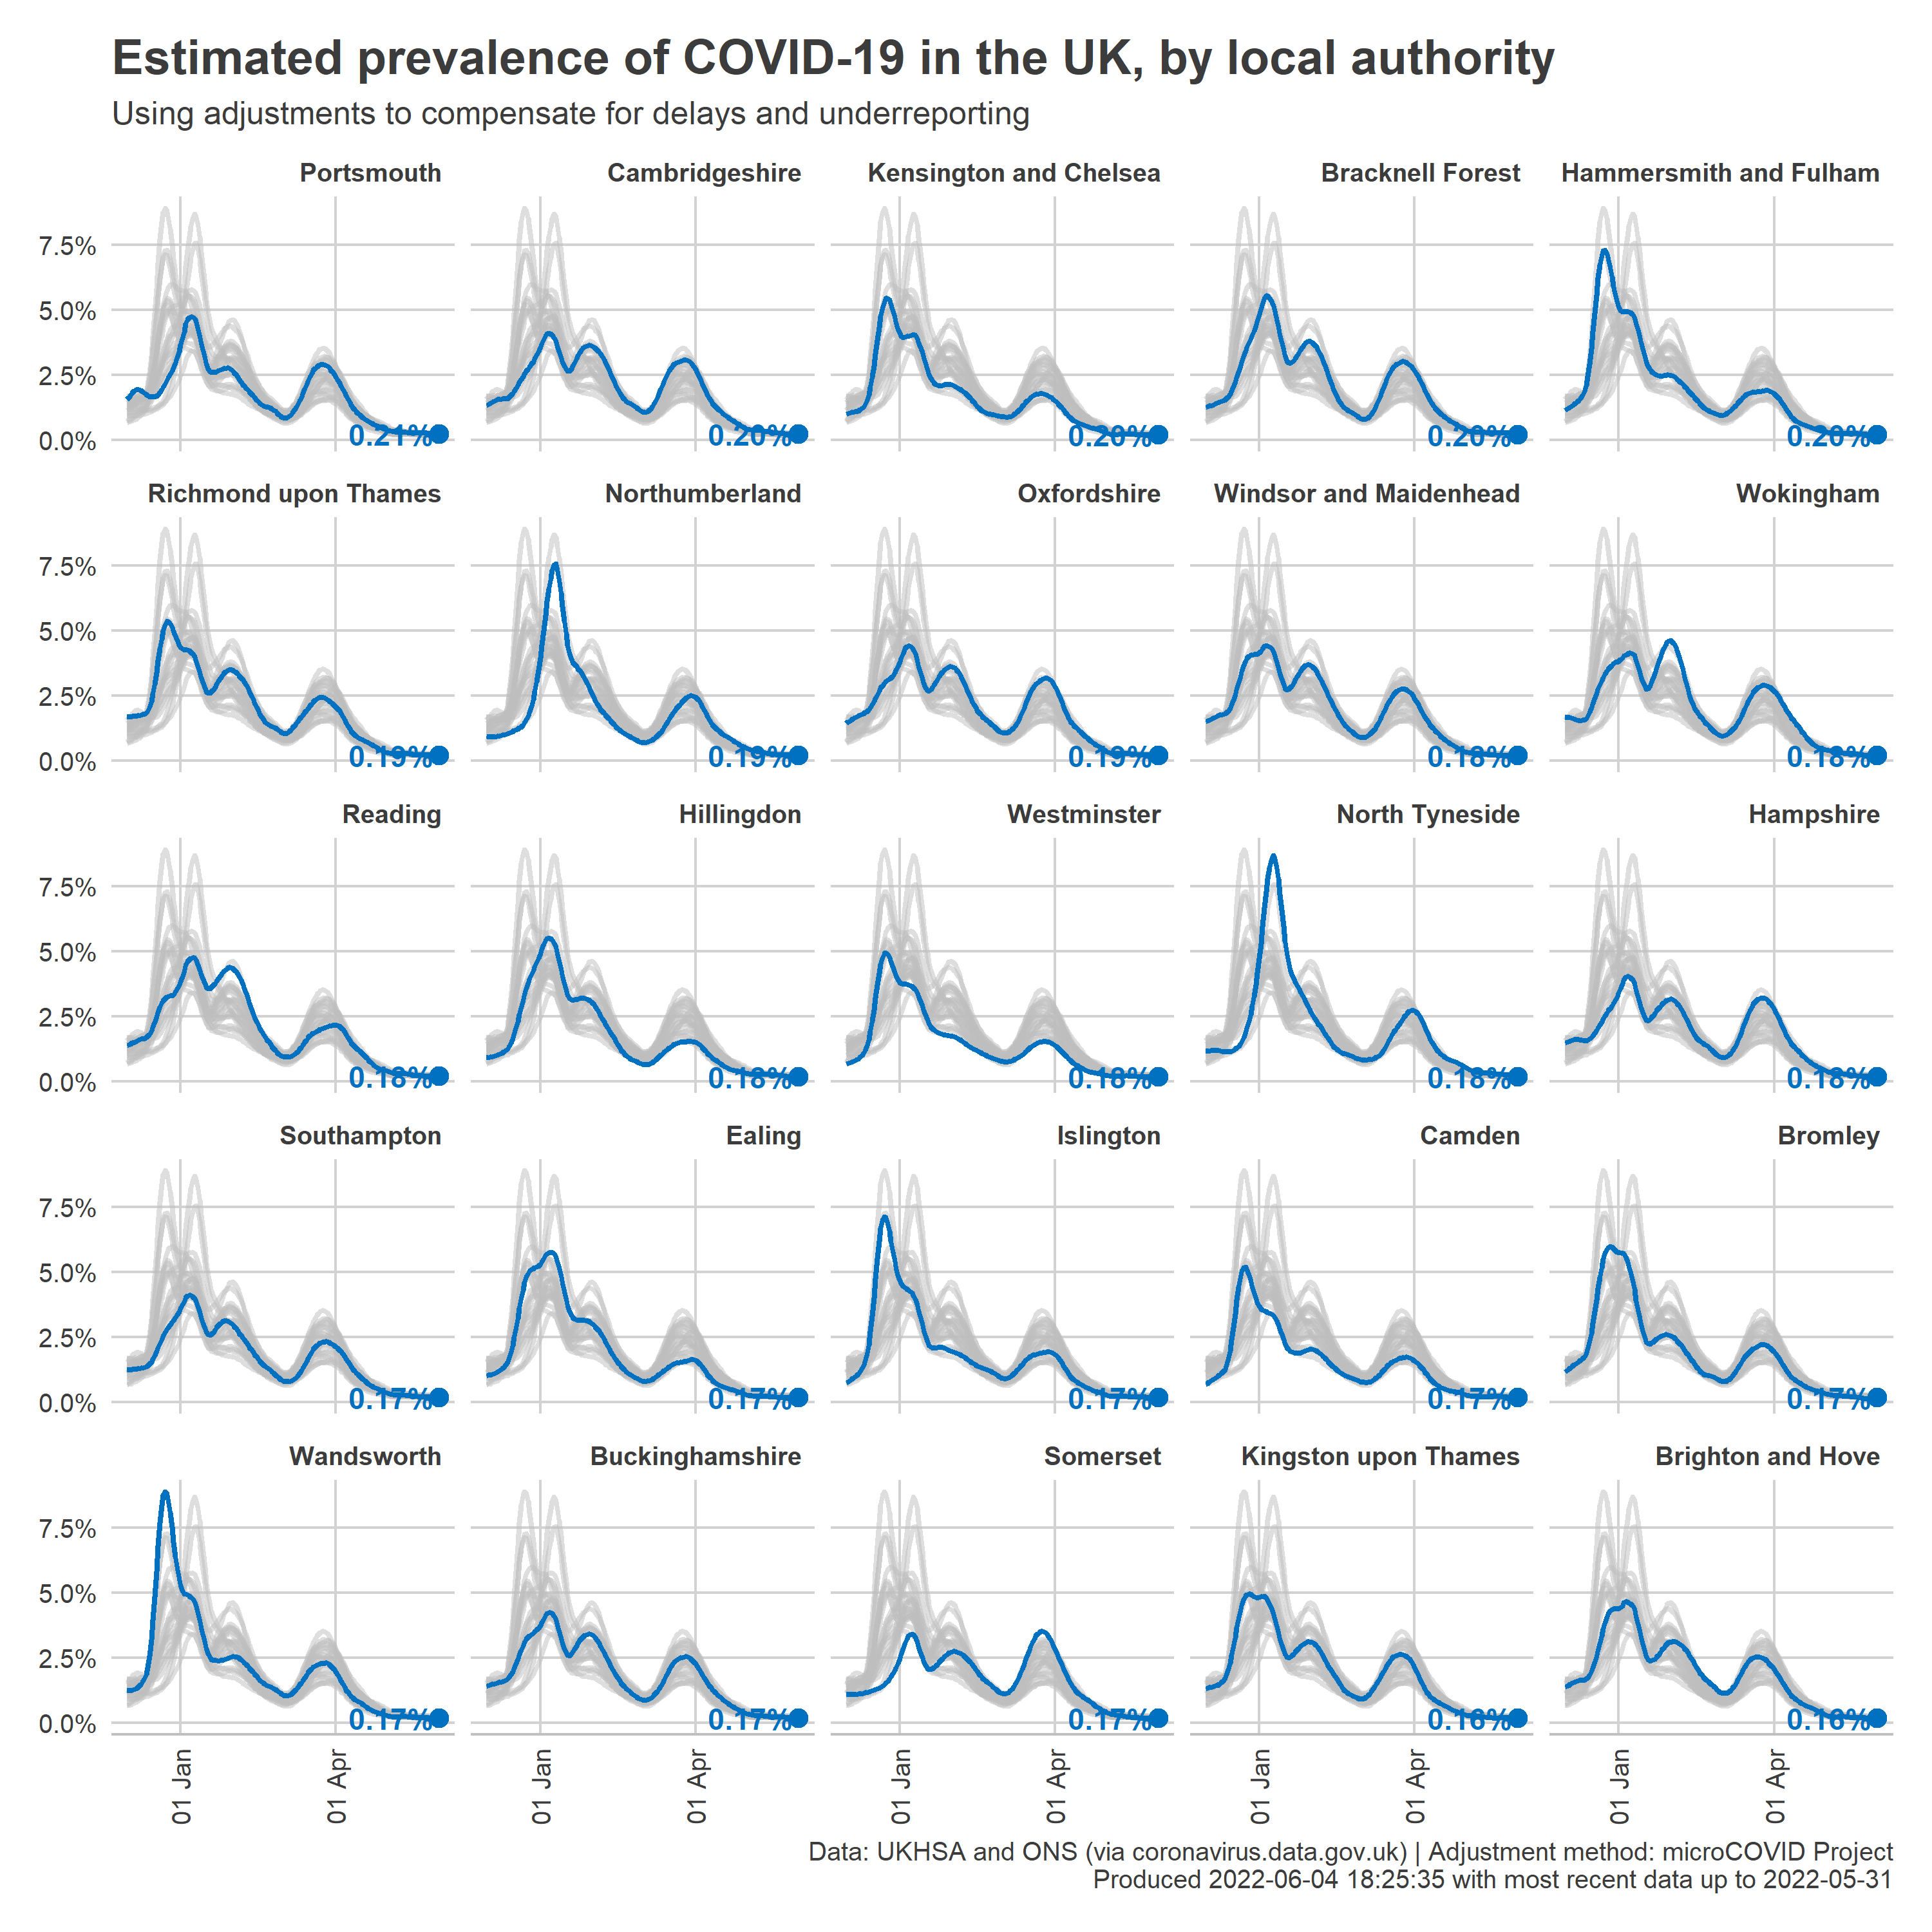 Estimated prevalence of COVID-19 in the UK, by local authority
Using adjustments to compensate for delays and underreporting
Portsmouth Cambridgeshire Kensington and Chelsea Bracknell Forest Hammersmith and Fulham
7.5%
5.0%
2.5%
0.0%
0.21% 0.20% 0.20% 0.20% 0.20%
Richmond upon Thames Northumberland Oxfordshire Windsor and Maidenhead Wokingham
7.5%
5.0%
2.5%
0.0%
0.19% 0.19% 0.19% 0.18% 0.18%
Reading Hillingdon Westminster North Tyneside Hampshire
7.5%
5.0%
2.5%
0.0%
0.18% 0.18% 0.18% 0.18% 0.18%
Southampton Ealing Islington Camden Bromley
7.5%
5.0%
2.5%
0.0%
0.17% 0.17% 0.17% 0.17% 0.17%
Wandsworth Buckinghamshire Somerset Kingston upon Thames Brighton and Hove
7.5%
5.0%
2.5%
0.0%
0.17% 0.17% 0.17% 0.16% 0.16%
01 Jan 01 Apr 01 Jan 01 Apr 01 Jan 01 Apr 01 Jan 01 Apr 01 Jan 01 Apr
Data: UKHSA and ONS (via coronavirus.data.gov.uk) | Adjustment method: microCOVID Project
Produced 2022-06-04 18:25:35 with most recent data up to 2022-05-31